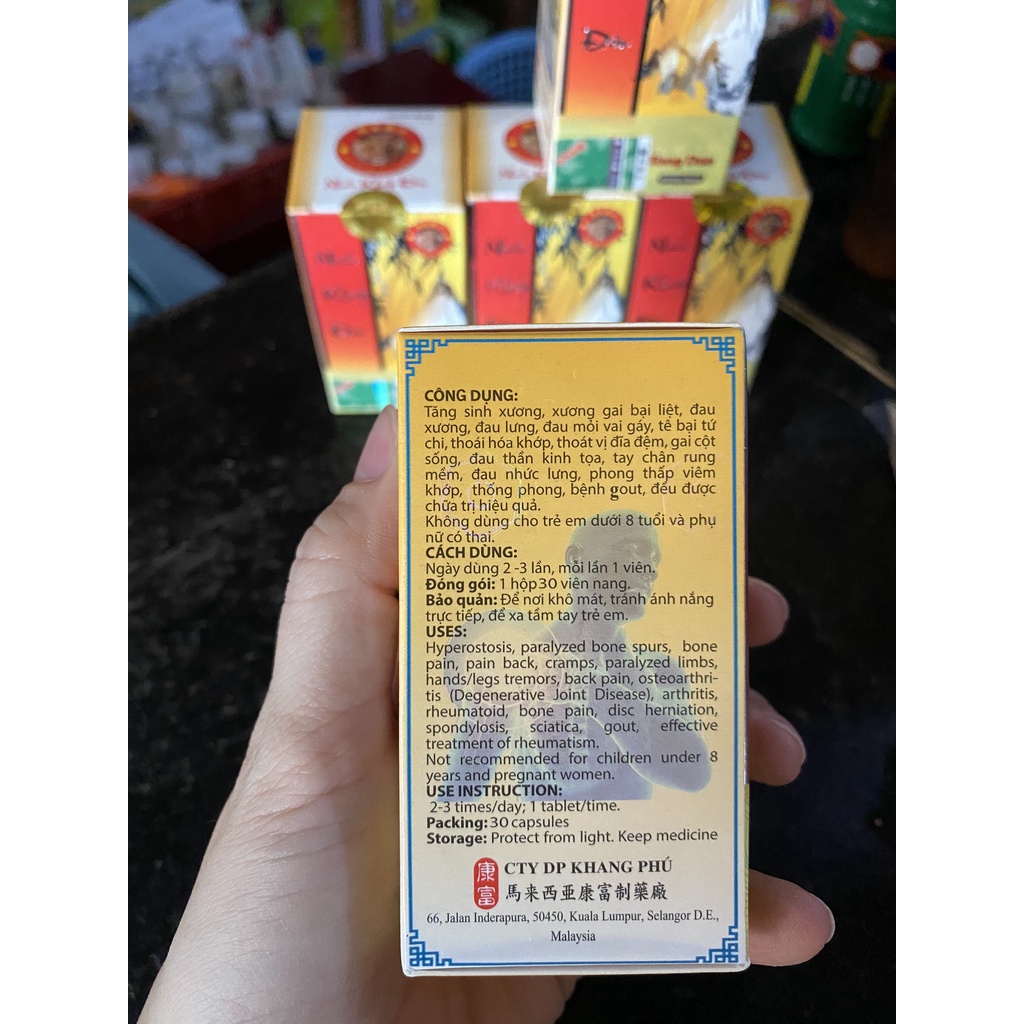 CÔNG DỤNG:
Tăng sinh xương, xương gai bại liệt, đau
xương, đau lưng, đau mỏi vai gáy, tê bại tứ
chi, thoái hóa khớp, thoát vị đĩa đệm, gai cột
sống, đau thần kinh tọa, tay chân rung
mềm, đau nhức lưng, phong thấp viêm
khớp, thống phong, bệnh gout, đều được
chữa trị hiệu quả.
Không dùng cho trẻ em dưới 8 tuổi và phụ
nữ có thai.
CÁCH DÙNG:
Ngày dùng 2 -3 lần, mỗi lần 1 viên.
Đóng gói: 1 hộp 30 viên nang.
Bảo quản: Để nơi khô mát, tránh ánh nắng
trực tiếp, để xa tầm tay trẻ em.
USES:
Hyperostosis, paralyzed bone spurs, bone
pain, pain back, cramps, paralyzed limbs,
hands/legs tremors, back pain, osteoarthri-
tis (Degenerative Joint Disease), arthritis,
rheumatoid, bone pain, disc herniation,
spondylosis, sciatica, gout, effective
treatment of rheumatism.
Not recommended for children under 8
years and pregnant women.
USE INSTRUCTION:
2-3 times/day; 1 tablet/time.
Packing: 30 capsules
Storage: Protect from light. Keep medicine
康富
CTY DP KHANG PHÚ
馬来西亞康富制藥廠
66, Jalan Inderapura, 50450, Kuala Lumpur, Selangor D.E.,
Malaysia